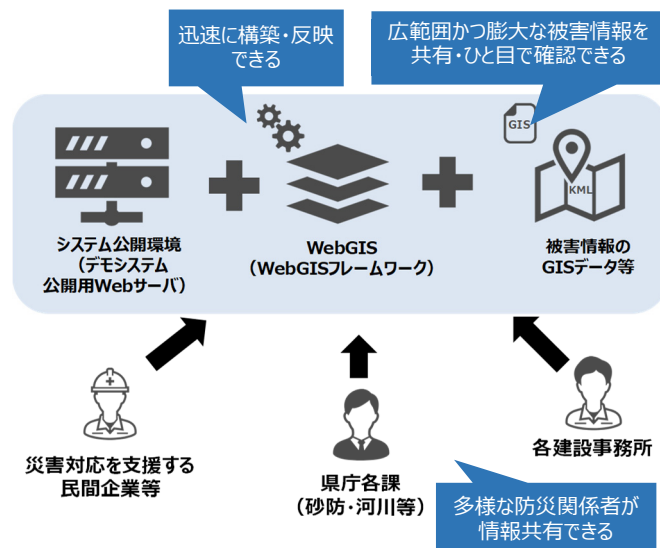 迅速に構築・反映
できる
広範囲かつ膨大な被害情報を
共有・ひと目で確認できる
GIS
KML
システム公開環境
（デモシステム
公開用Webサーバ）
WebGIS
（WebGISフレームワーク）
被害情報の
GISデータ等
災害対応を支援する
民間企業等
県庁各課
（砂防・河川等）
各建設事務所
多様な防災関係者が
情報共有できる